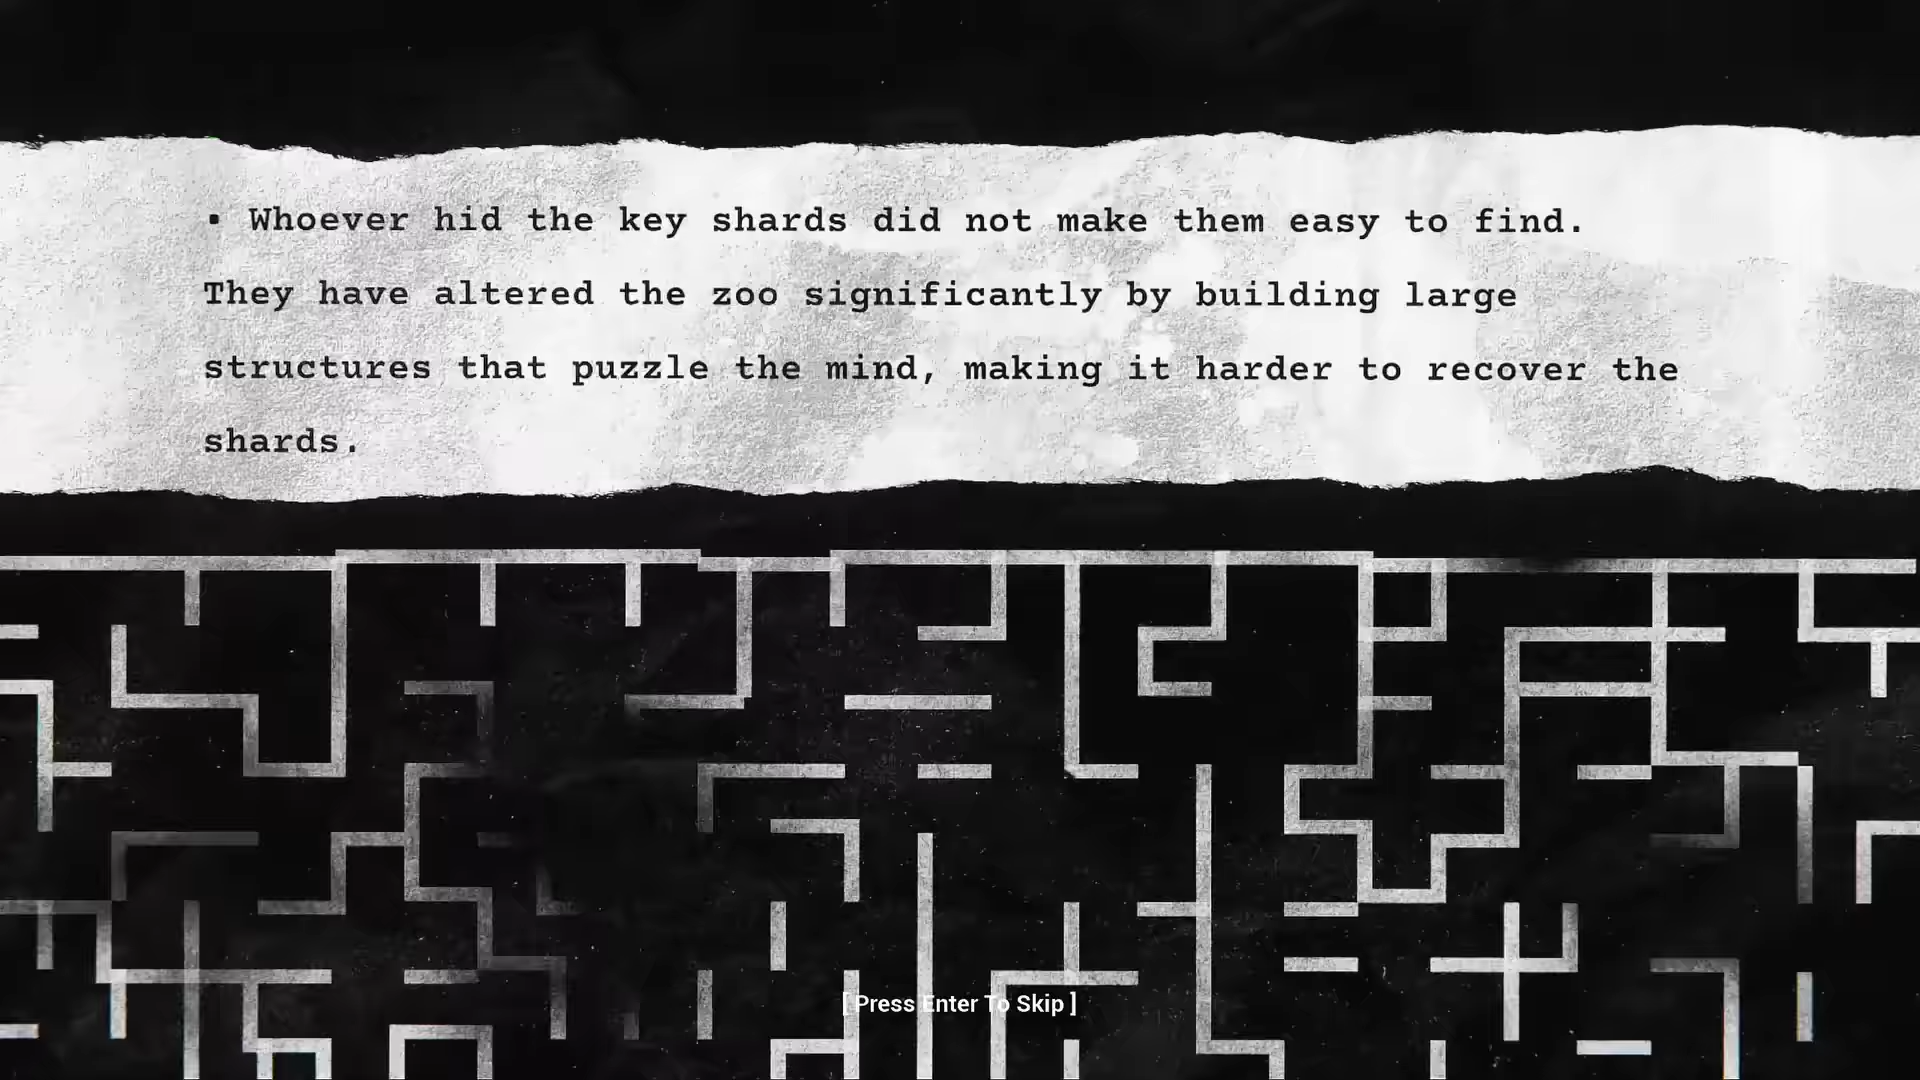 • Whoever hid the key shards did not make them easy to find.
They have altered the zoo significantly by building large
structures that puzzle the mind, making it harder to recover the
shards.
[ Press Enter To Skip ]